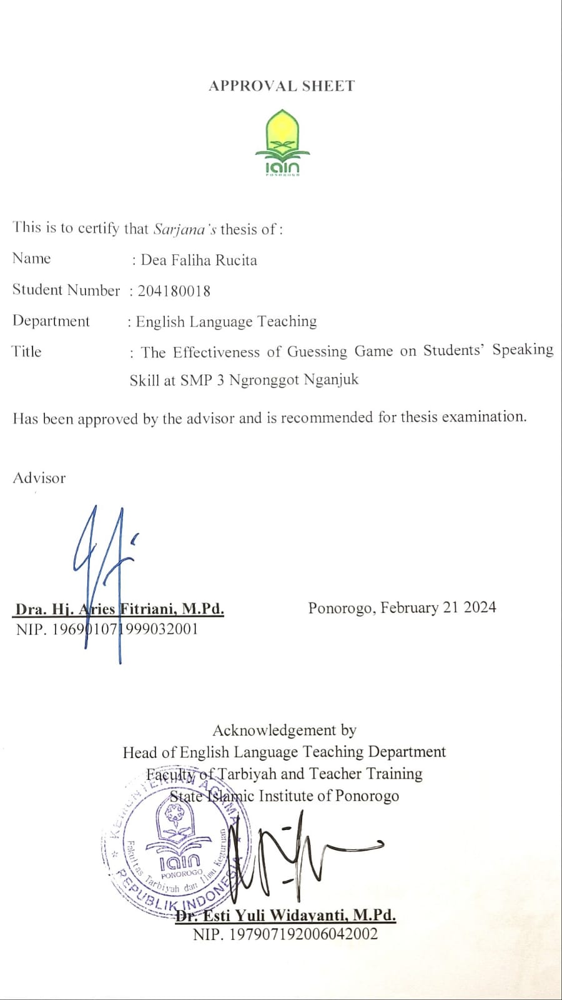 APPROVAL SHEET
IAIN
PONOROGO
This is to certify that Sarjana's thesis of :
Name : Dea Faliha Rucita
Student Number : 204180018
Department : English Language Teaching
Title : The Effectiveness of Guessing Game on Students' Speaking
Skill at SMP 3 Ngronggot Nganjuk
Has been approved by the advisor and is recommended for thesis examination.
Advisor
Dra. Hj. Aries Fitriani, M.Pd.
NIP. 196901071999032001
Ponorogo, February 21 2024
Acknowledgement by
Head of English Language Teaching Department
Faculty of Tarbiyah and Teacher Training
State Islamic Institute of Ponorogo
KEMENTERIAN AGAMA
REPUBLIK INDONESIA
Fakultas Tarbiyah dan Ilmu Keguruan
IAIN
PONOROGO
Dr. Esti Yuli Widayanti, M.Pd.
NIP. 197907192006042002